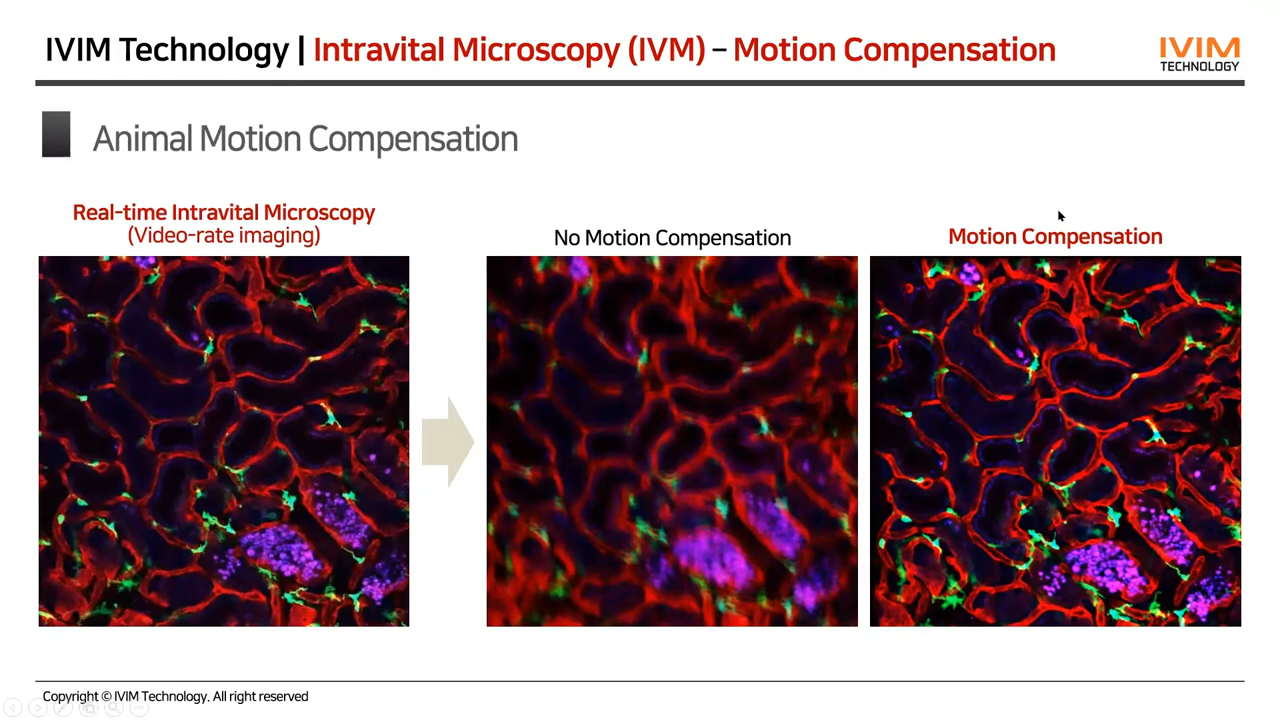 IVIM Technology | Intravital Microscopy (IVM) – Motion Compensation
IVIM
TECHNOLOGY
Animal Motion Compensation
Real-time Intravital Microscopy
(Video-rate imaging)
No Motion Compensation
Motion Compensation
Copyright © IVIM Technology. All right reserved